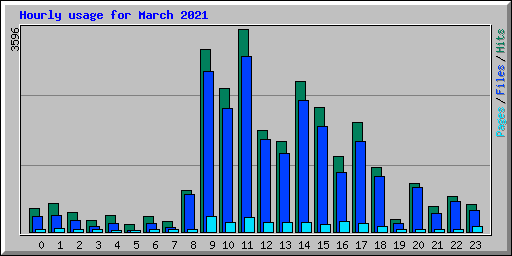 Hourly usage for March 2021
3596
Pages/Files/Hits
0 1 2 3 4 5 6 7 8 9 10 11 12 13 14 15 16 17 18 19 20 21 22 23